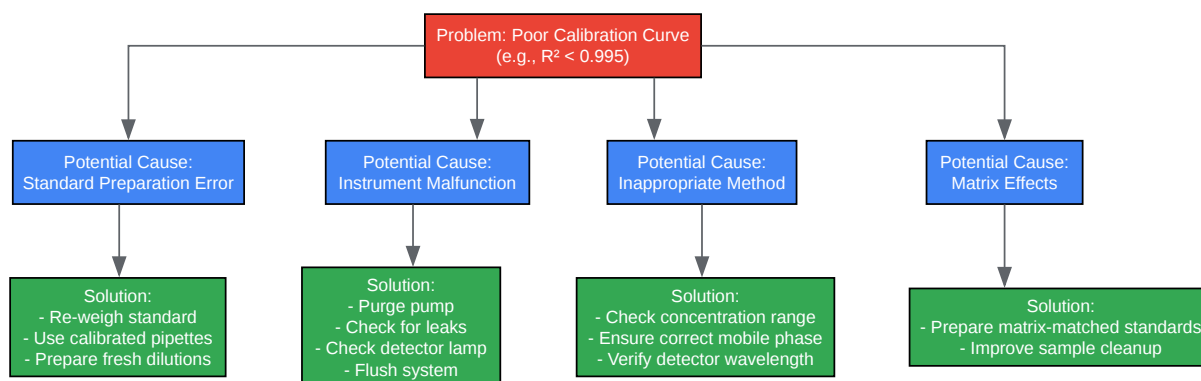 Problem: Poor Calibration Curve
(e.g., R² < 0.995)
Potential Cause:
Standard Preparation Error
Potential Cause:
Instrument Malfunction
Potential Cause:
Inappropriate Method
Potential Cause:
Matrix Effects
Solution:
- Re-weigh standard
- Use calibrated pipettes
- Prepare fresh dilutions
Solution:
- Purge pump
- Check for leaks
- Check detector lamp
- Flush system
Solution:
- Check concentration range
- Ensure correct mobile phase
- Verify detector wavelength
Solution:
- Prepare matrix-matched standards
- Improve sample cleanup